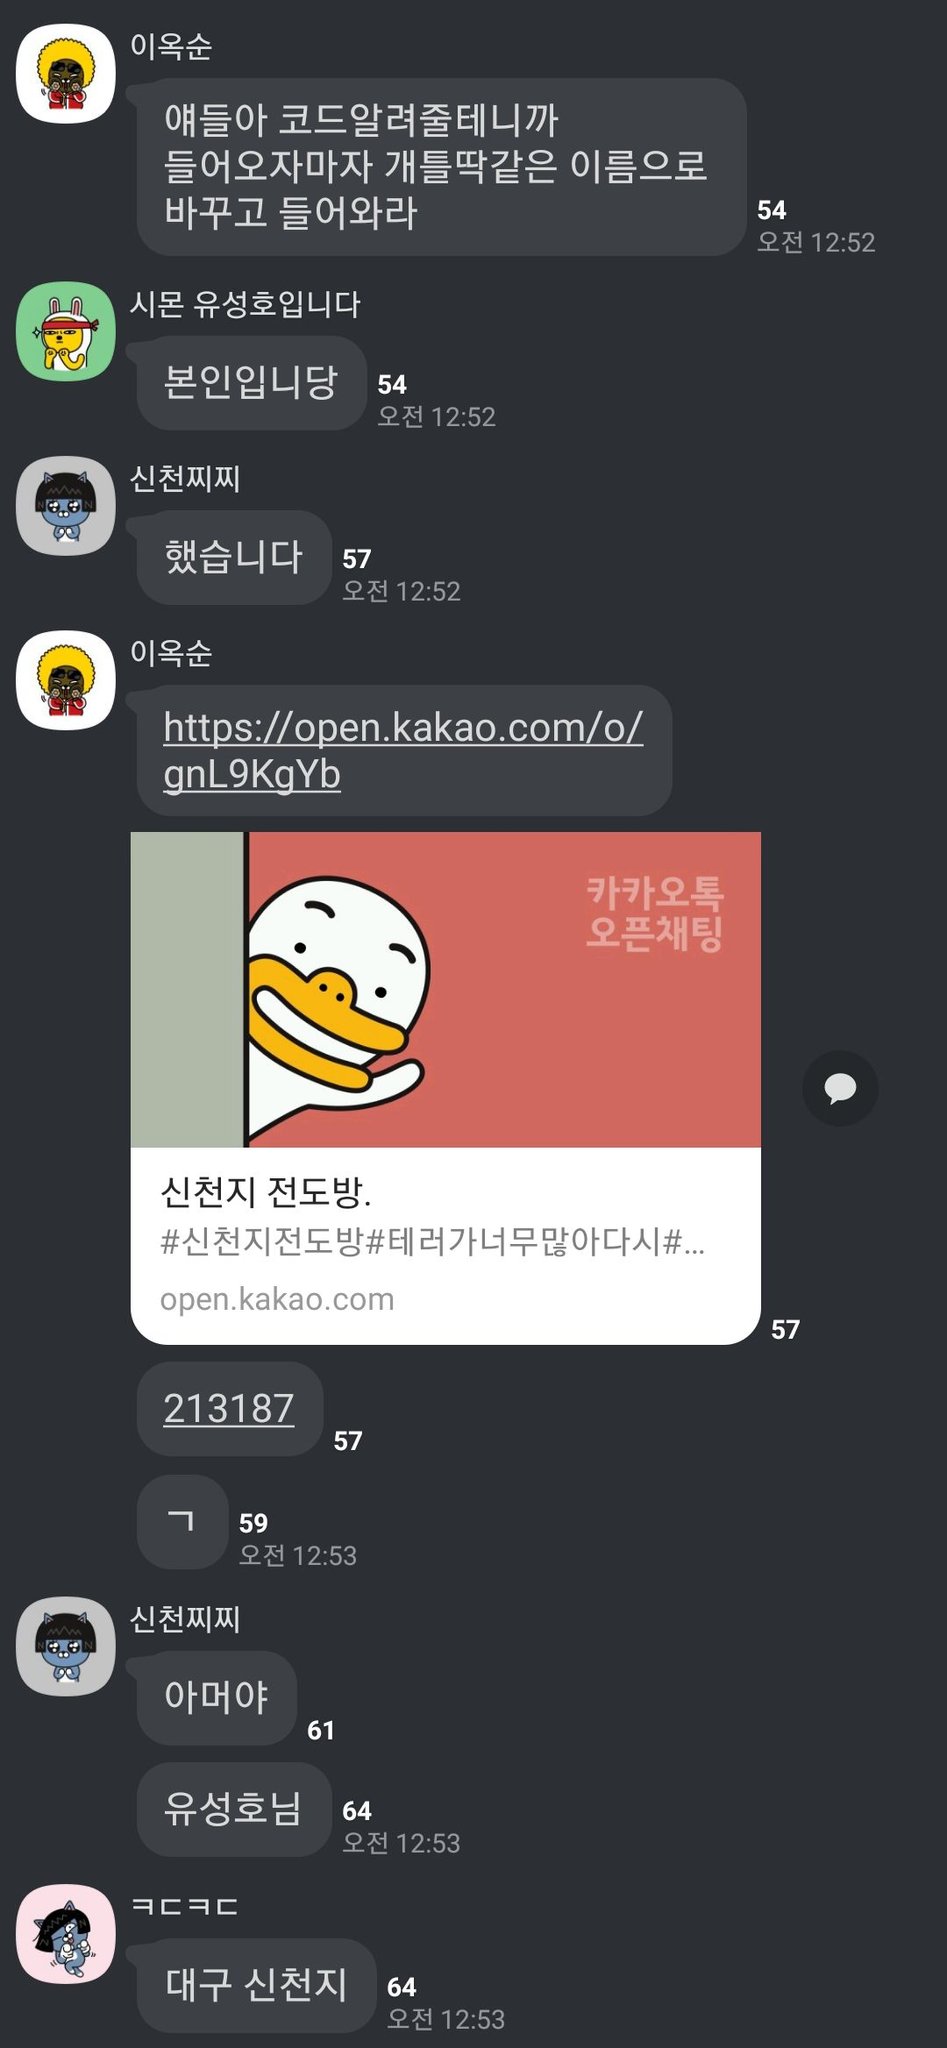 이옥순
얘들아 코드알려줄테니까
들어오자마자 개틀딱같은 이름으로
바꾸고 들어와라
54
오전 12:52
시몬 유성호입니다
본인입니당
54
오전 12:52
신천찌찌
했습니다
57
오전 12:52
이옥순
https://open.kakao.com/o/
gnL9KgYb
카카오톡
오픈채팅
신천지 전도방.
#신천지전도방#테러가너무많아다시#...
open.kakao.com
57
213187
57
ㄱ
59
오전 12:53
신천찌찌
아머야
61
유성호님
64
오전 12:53
ㅋㄷㅋㄷ
대구 신천지
64
오전 12:53